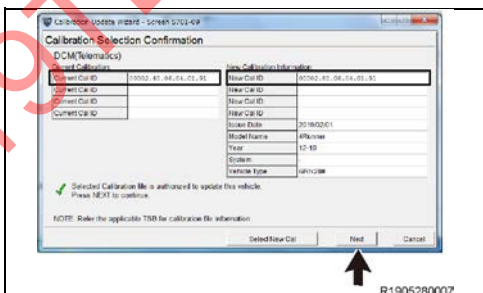 Calibration Update Wizard - Screen S701-09
Calibration Selection Confirmation
DCM(Telematics)
Current Calibration
New Calibration Information
Current Cal ID
New Cal ID
Current Cal ID
New Cal ID
Current Cal ID
New Cal ID
Current Cal ID
New Cal ID
Issue Date 2019/02/01
Model Name 4Runner
Year 12-19
System -
Vehicle Type
Selected Calibration file is authorized to update this vehicle.
Press NEXT to continue.
NOTE: Refer the applicable TSB for calibration file information
Select New Cal Next Cancel
R1905280007